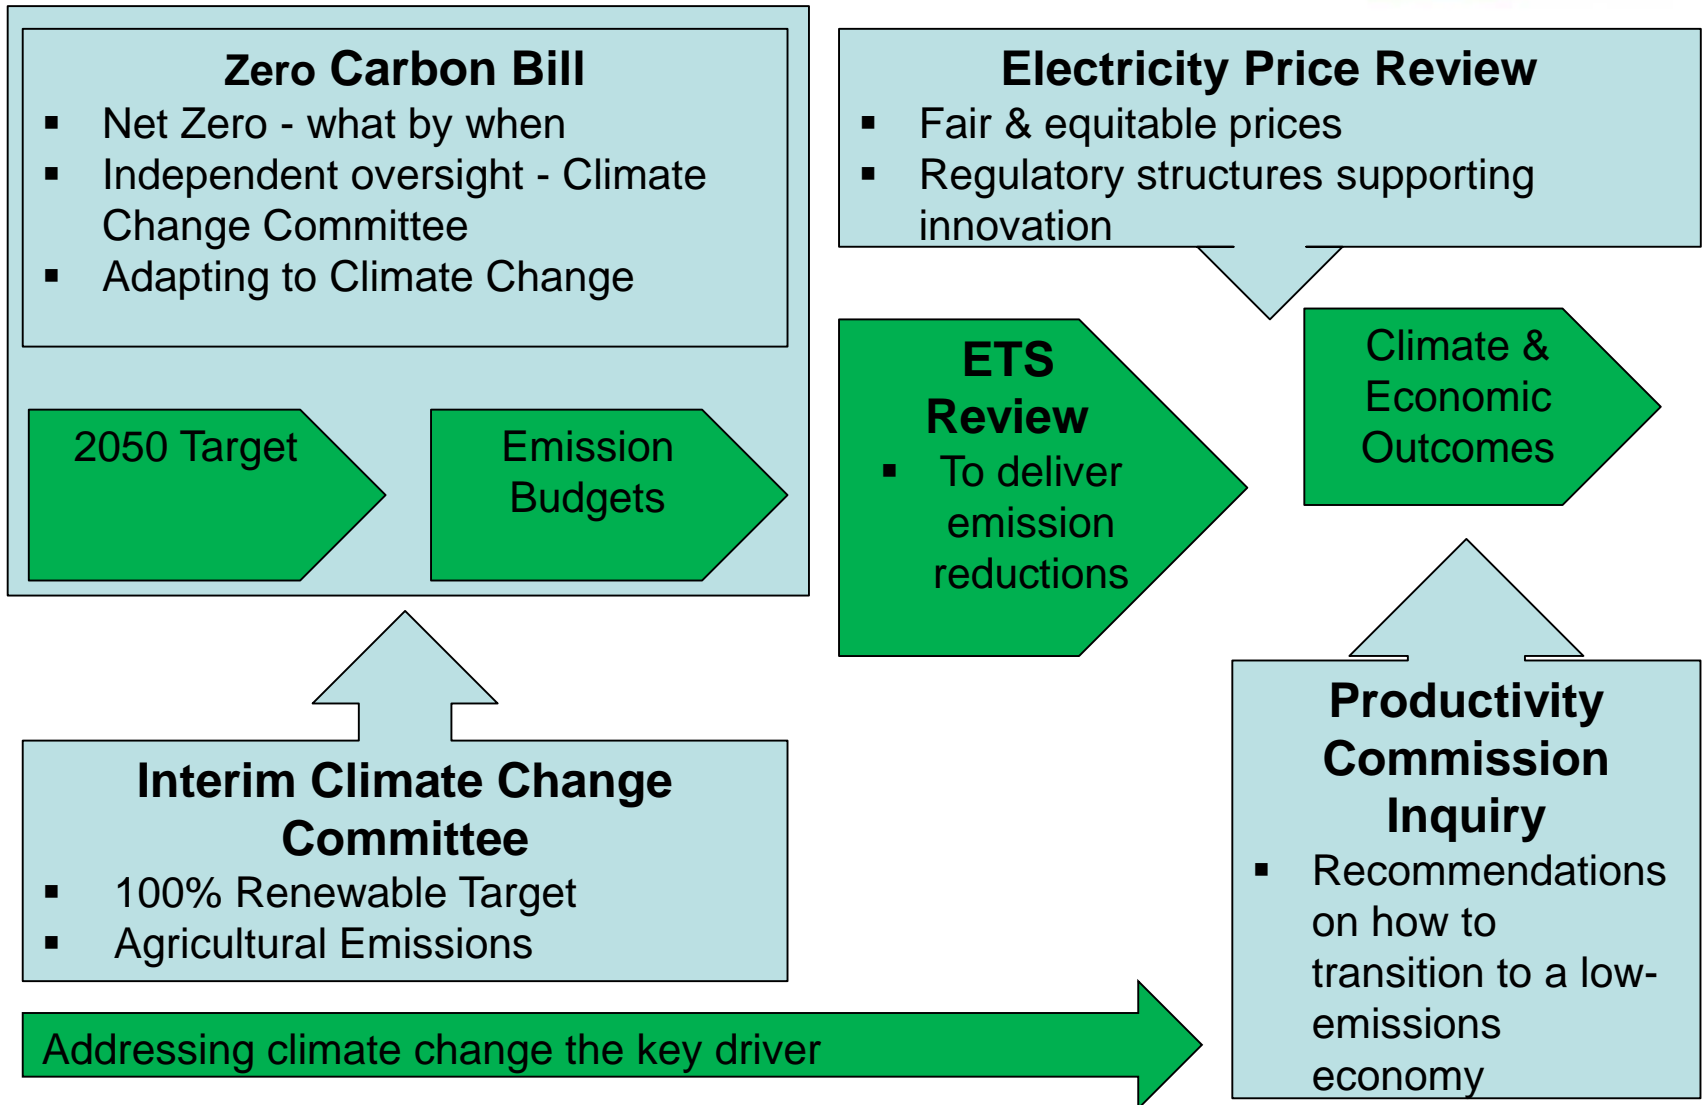 Zero Carbon Bill
▪ Net Zero - what by when
▪ Independent oversight - Climate
Change Committee
▪ Adapting to Climate Change
2050 Target
Emission
Budgets
Electricity Price Review
▪ Fair & equitable prices
▪ Regulatory structures supporting
innovation
ETS
Review
▪ To deliver
emission
reductions
Climate &
Economic
Outcomes
Interim Climate Change
Committee
▪ 100% Renewable Target
▪ Agricultural Emissions
Productivity
Commission
Inquiry
▪ Recommendations
on how to
transition to a low-
emissions
economy
Addressing climate change the key driver